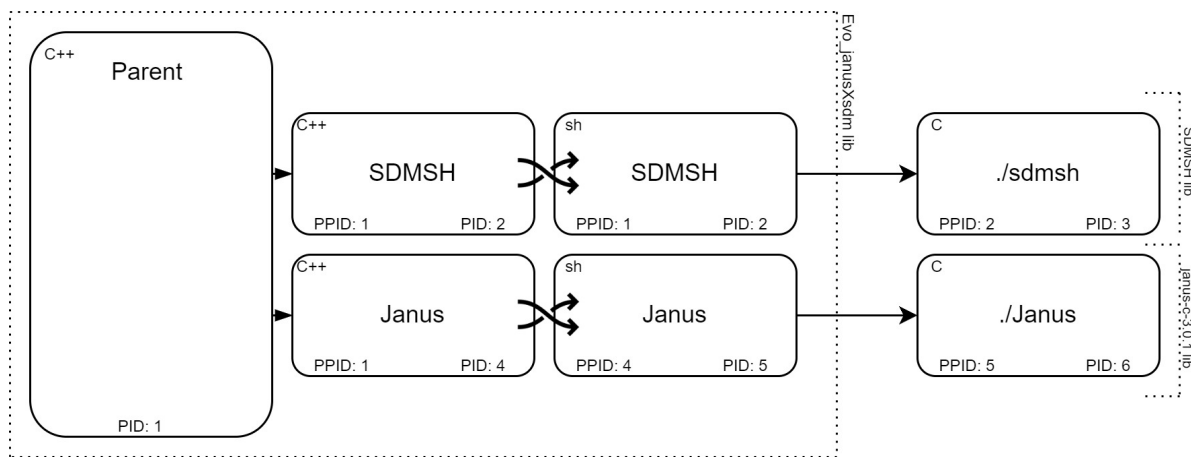 C++
Parent
PID: 1
C++
SDMSH
PPID: 1 PID: 2
sh
SDMSH
PPID: 1 PID: 2
C++
Janus
PPID: 1 PID: 4
sh
Janus
PPID: 4 PID: 5
Evo_janusXsdm lib
C
./sdmsh
PPID: 2 PID: 3
SDMSH lib
C
./Janus
PPID: 5 PID: 6
janus-c-3.0.1 lib